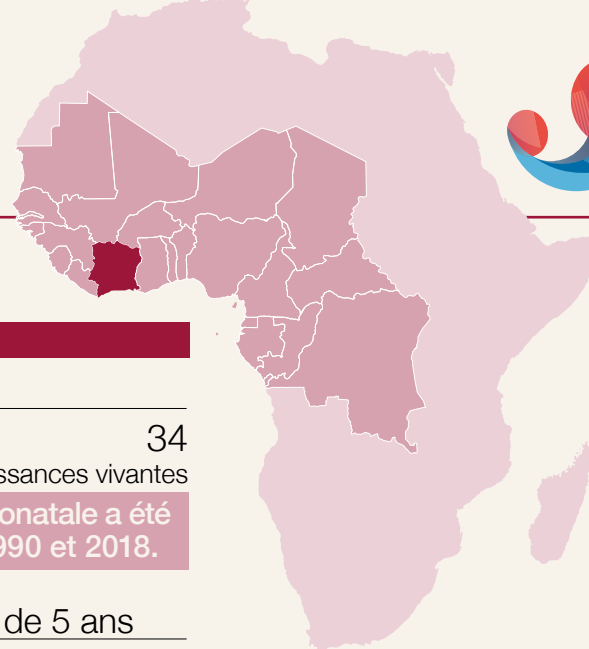 34
ssances vivantes
onatale a été
990 et 2018.
de 5 ans